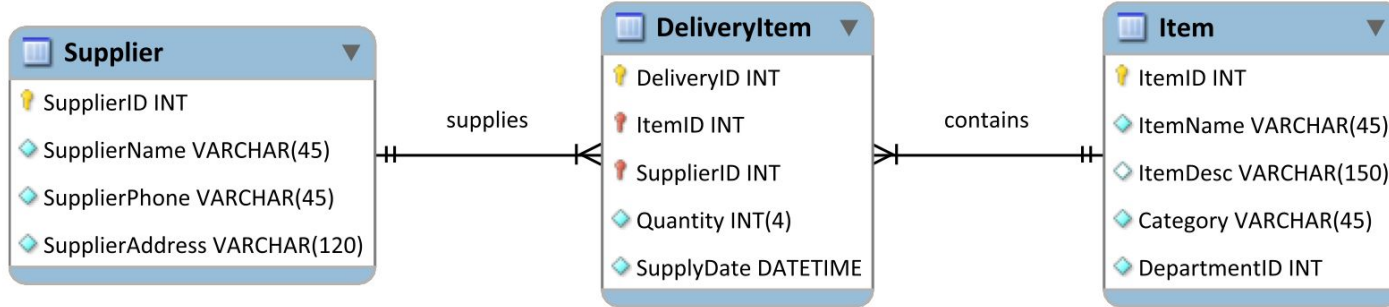 Supplier
SupplierID INT
SupplierName VARCHAR(45)
SupplierPhone VARCHAR(45)
SupplierAddress VARCHAR(120)
supplies
DeliveryItem
DeliveryID INT
ItemID INT
SupplierID INT
Quantity INT(4)
SupplyDate DATETIME
contains
Item
ItemID INT
ItemName VARCHAR(45)
ItemDesc VARCHAR(150)
Category VARCHAR(45)
DepartmentID INT